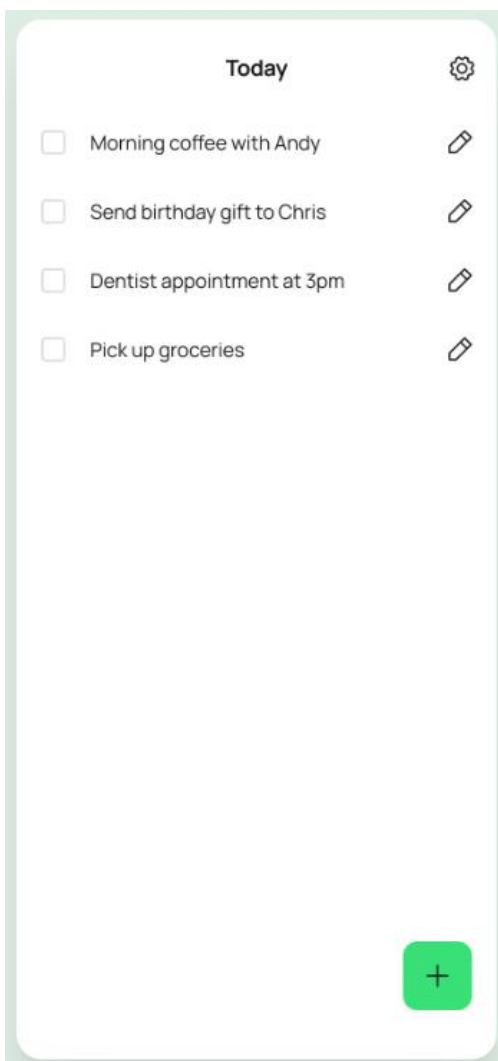 Today
Morning coffee with Andy
Send birthday gift to Chris
Dentist appointment at 3pm
Pick up groceries